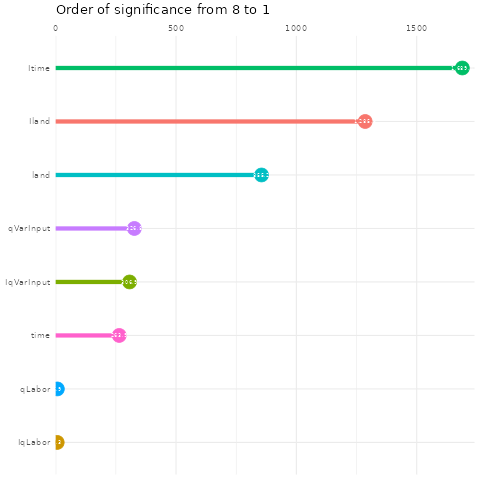 Order of significance from 8 to 1
0 500 1000 1500
ltime
lland
land
qVarInput
lqVarInput
time
qLabor
lqLabor